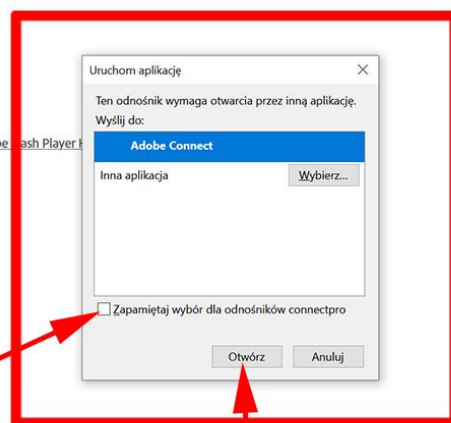 Uruchom aplikację
Ten odnośnik wymaga otwarcia przez inną aplikację.
Wyślij do:
Adobe Connect
Player
Inna aplikacja
Wybierz...
Zapamiętaj wybór dla odnośników connectpro
Otwórz
Anuluj